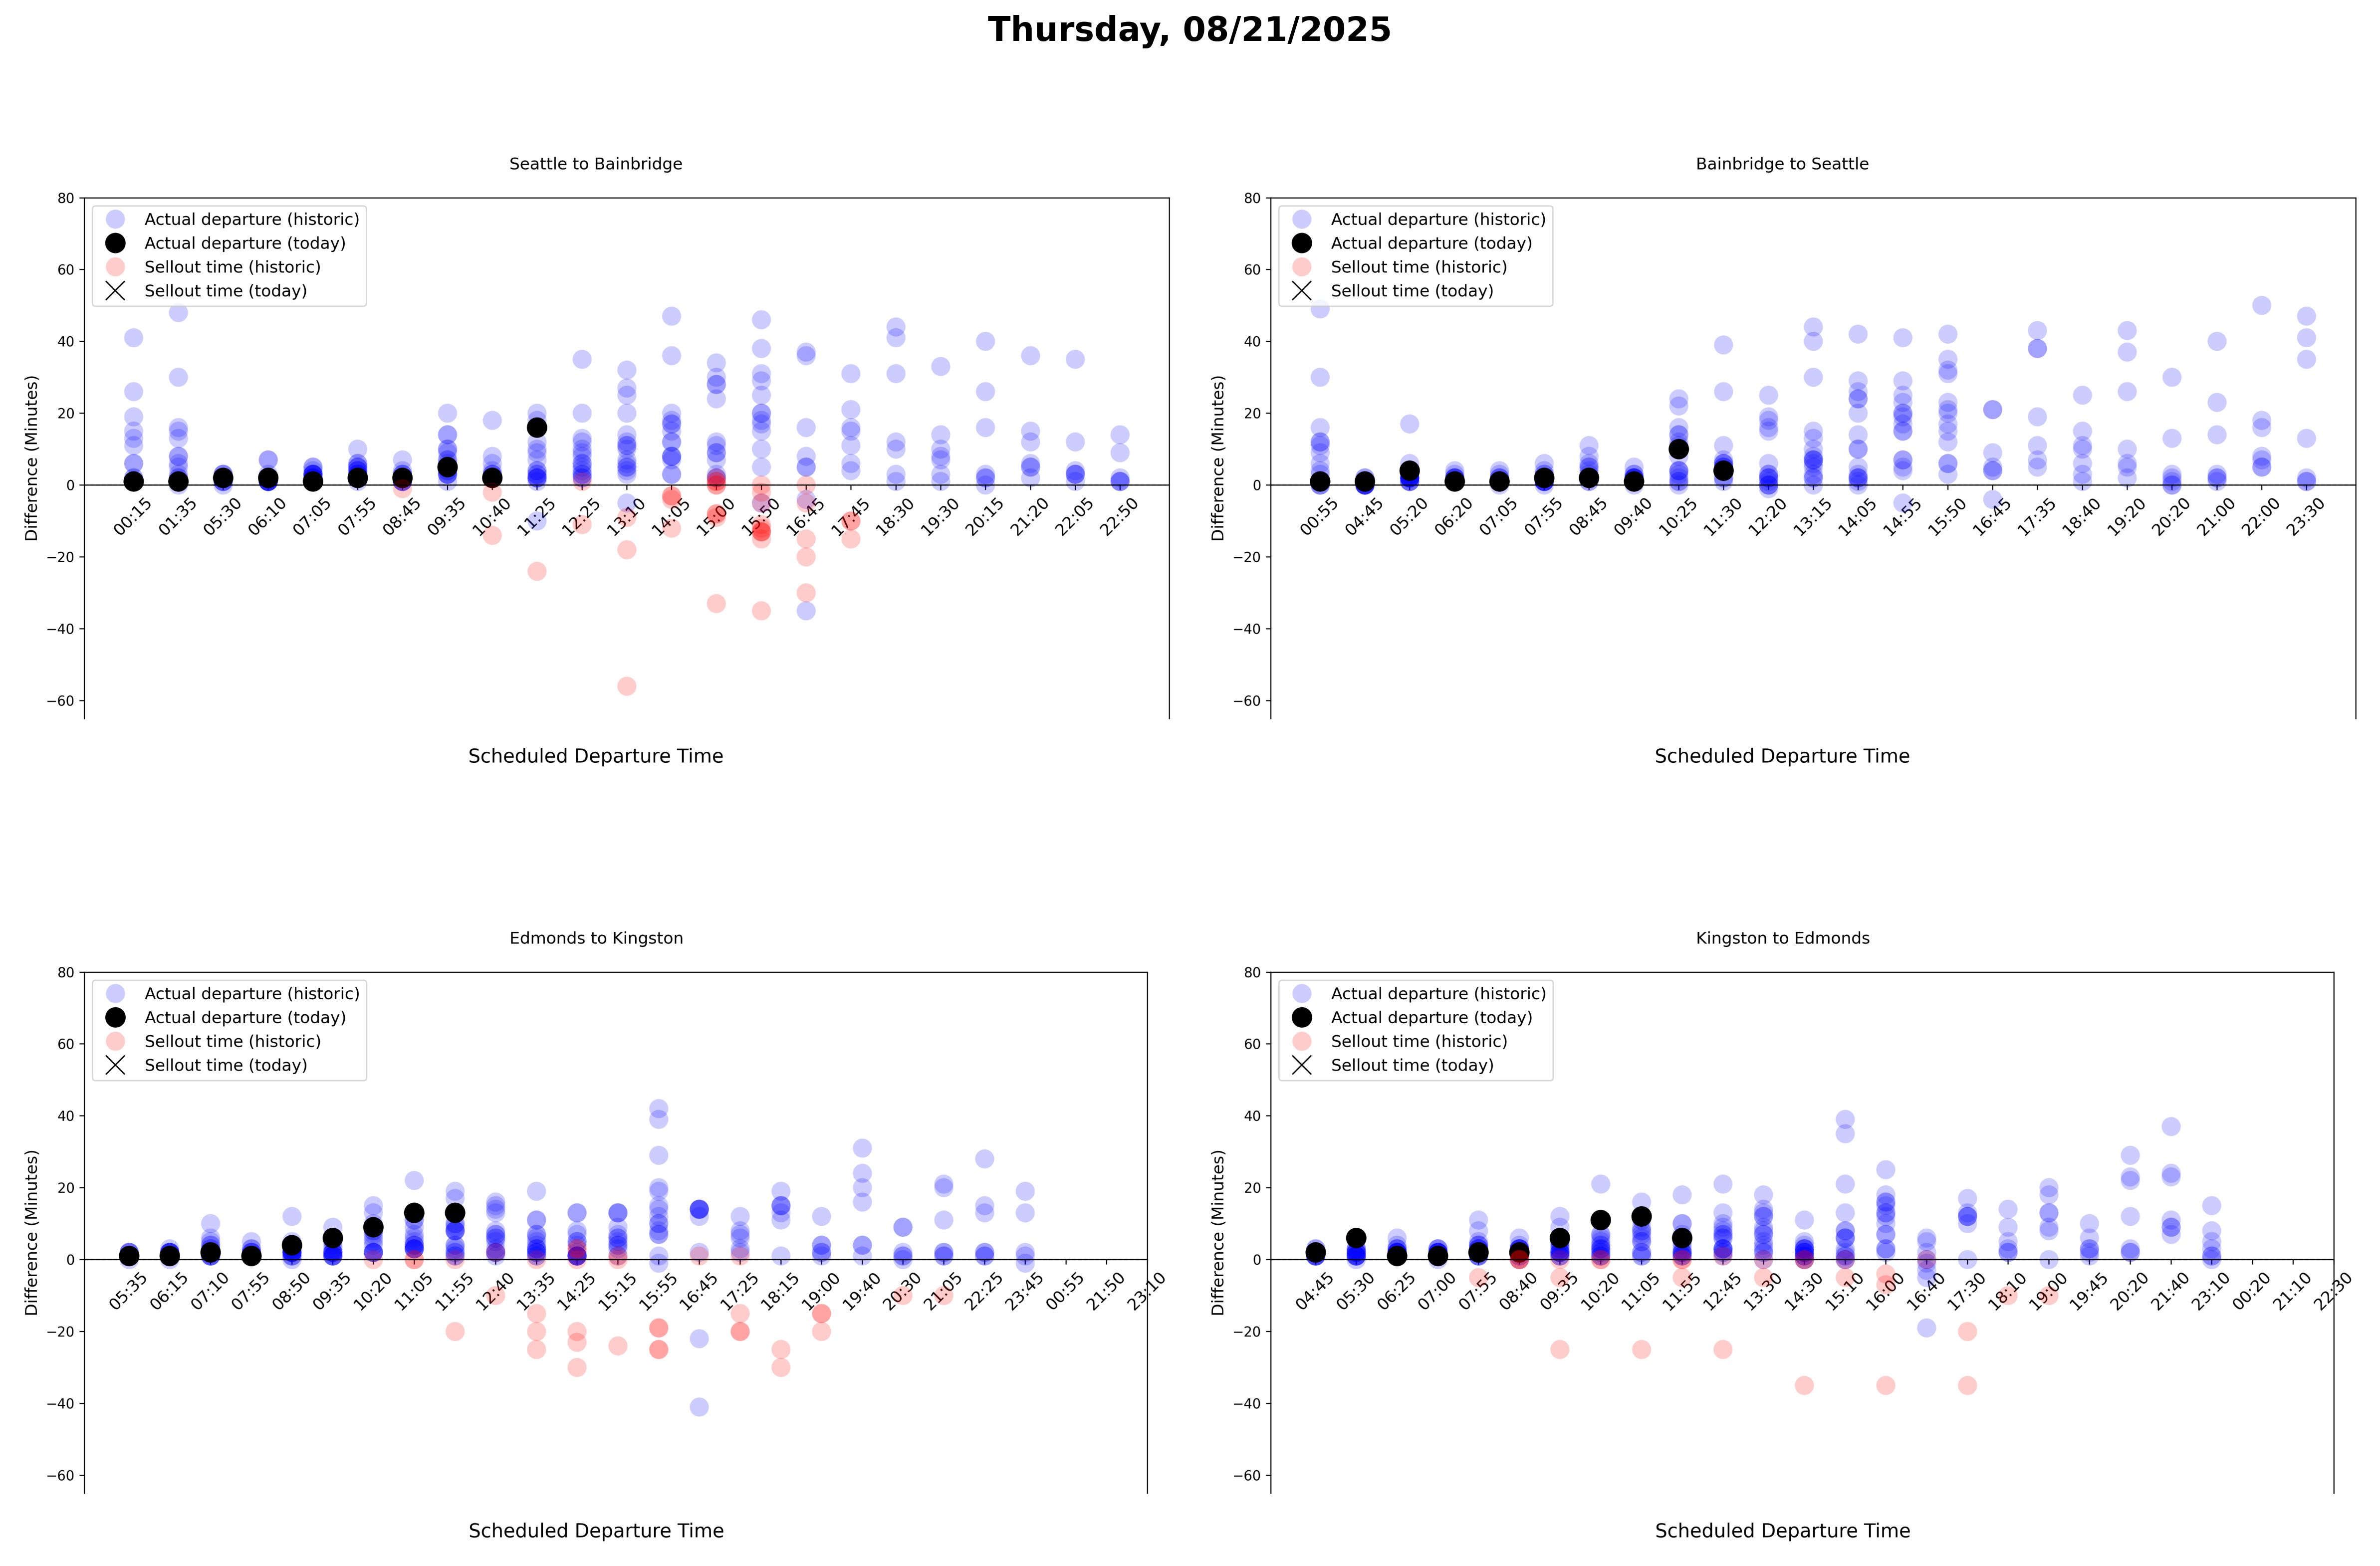 Thursday, 08/21/2025
Seattle to Bainbridge
Difference (Minutes)
80
60
40
20
0
−20
−40
−60
Actual departure (historic)
Actual departure (today)
Sellout time (historic)
Sellout time (today)
00:15 01:35 05:30 06:10 07:05 07:55 08:45 09:35 10:40 11:25 12:25 13:10 14:05 15:00 15:50 16:45 17:45 18:30 19:30 20:15 21:20 22:05 22:50
Scheduled Departure Time
Bainbridge to Seattle
Difference (Minutes)
80
60
40
20
0
−20
−40
−60
Actual departure (historic)
Actual departure (today)
Sellout time (historic)
Sellout time (today)
00:55 04:45 05:20 06:20 07:05 07:55 08:45 09:40 10:25 11:30 12:20 13:15 14:05 14:55 15:50 16:45 17:35 18:40 19:20 20:20 21:00 22:00 23:30
Scheduled Departure Time
Edmonds to Kingston
Difference (Minutes)
80
60
40
20
0
−20
−40
−60
Actual departure (historic)
Actual departure (today)
Sellout time (historic)
Sellout time (today)
05:35 06:15 07:10 07:55 08:50 09:35 10:20 11:05 11:55 12:40 13:35 14:25 15:15 15:55 16:45 17:25 18:15 19:00 19:40 20:30 21:05 22:25 23:45 00:55 21:50 23:10
Scheduled Departure Time
Kingston to Edmonds
Difference (Minutes)
80
60
40
20
0
−20
−40
−60
Actual departure (historic)
Actual departure (today)
Sellout time (historic)
Sellout time (today)
04:45 05:30 06:25 07:00 07:55 08:40 09:35 10:20 11:05 11:55 12:45 13:30 14:30 15:10 16:00 16:40 17:30 18:10 19:00 19:45 20:20 21:40 23:10 00:20 21:10 22:30
Scheduled Departure Time